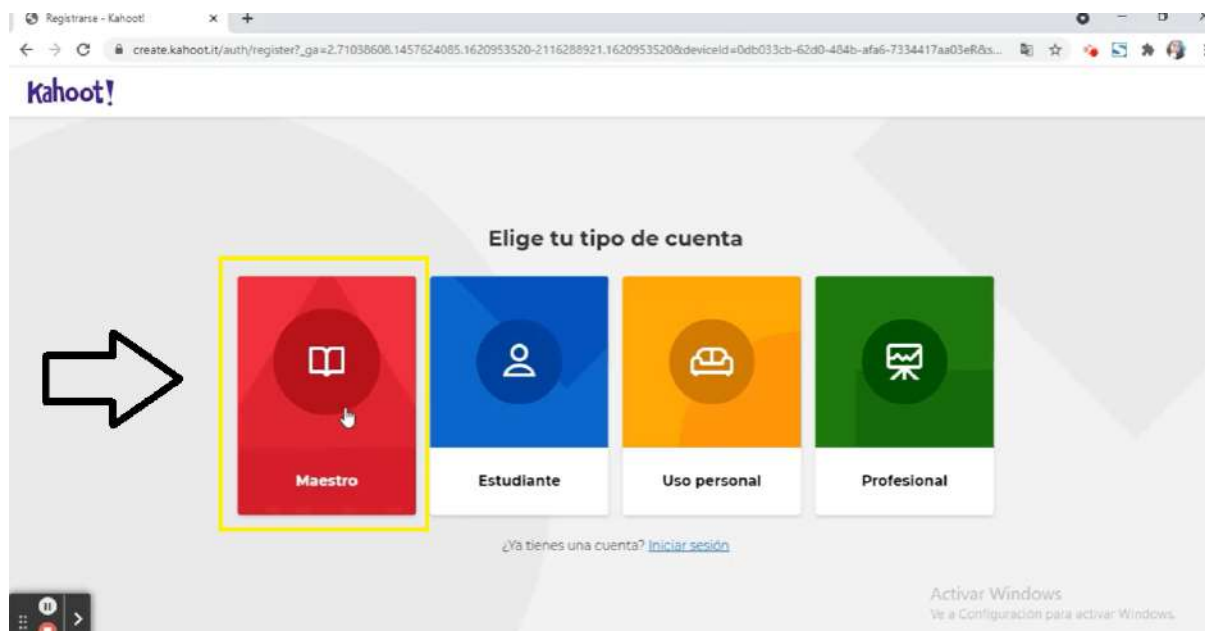 Registrarse - Kahoot!
create.kahoot.it/auth/register?_ga=2.71038608.1457624085.1620953520-2116288921.1620953520&deviceId=0db033cb-62d0-484b-afa6-7334417aa03eR&s...
Kahoot!
Elige tu tipo de cuenta
Maestro
Estudiante
Uso personal
Profesional
¿Ya tienes una cuenta? Iniciar sesión
Activar Windows
Ve a Configuración para activar Windows.